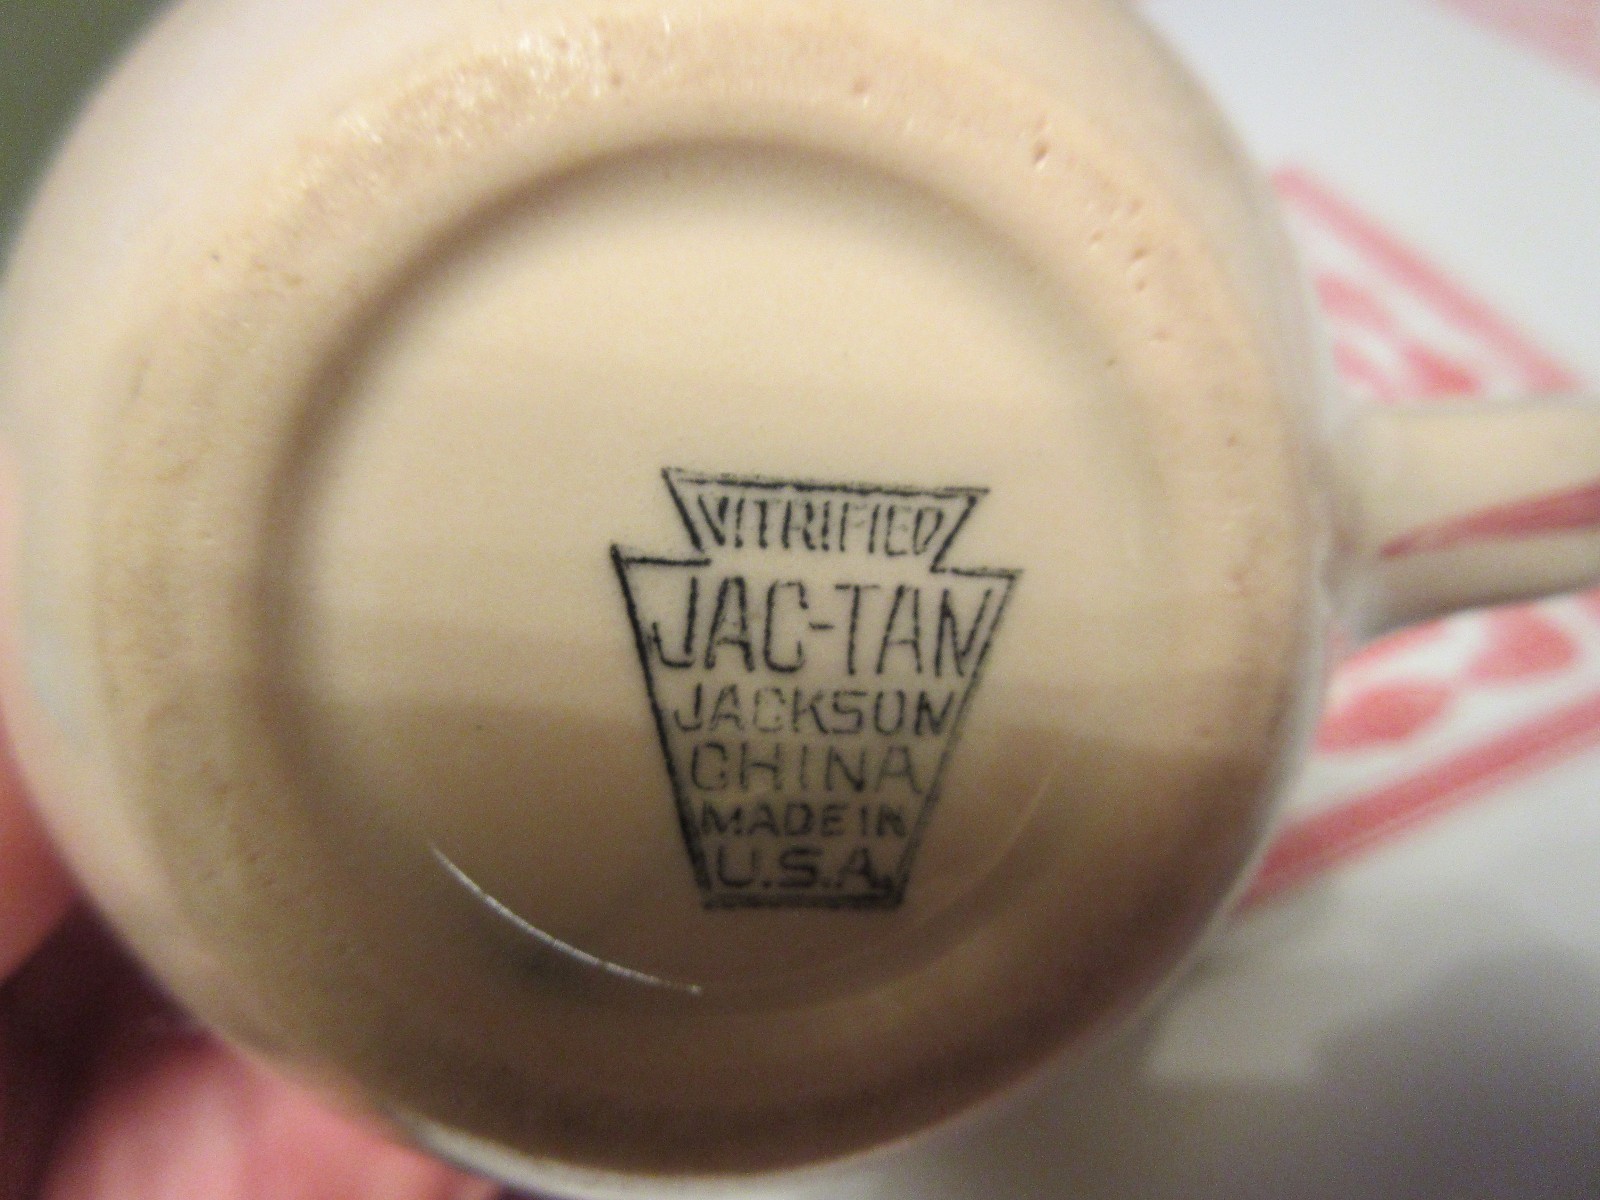 VITRIFIED
JAC-TAN
JACKSON
CHINA
MADE IN
U.S.A.